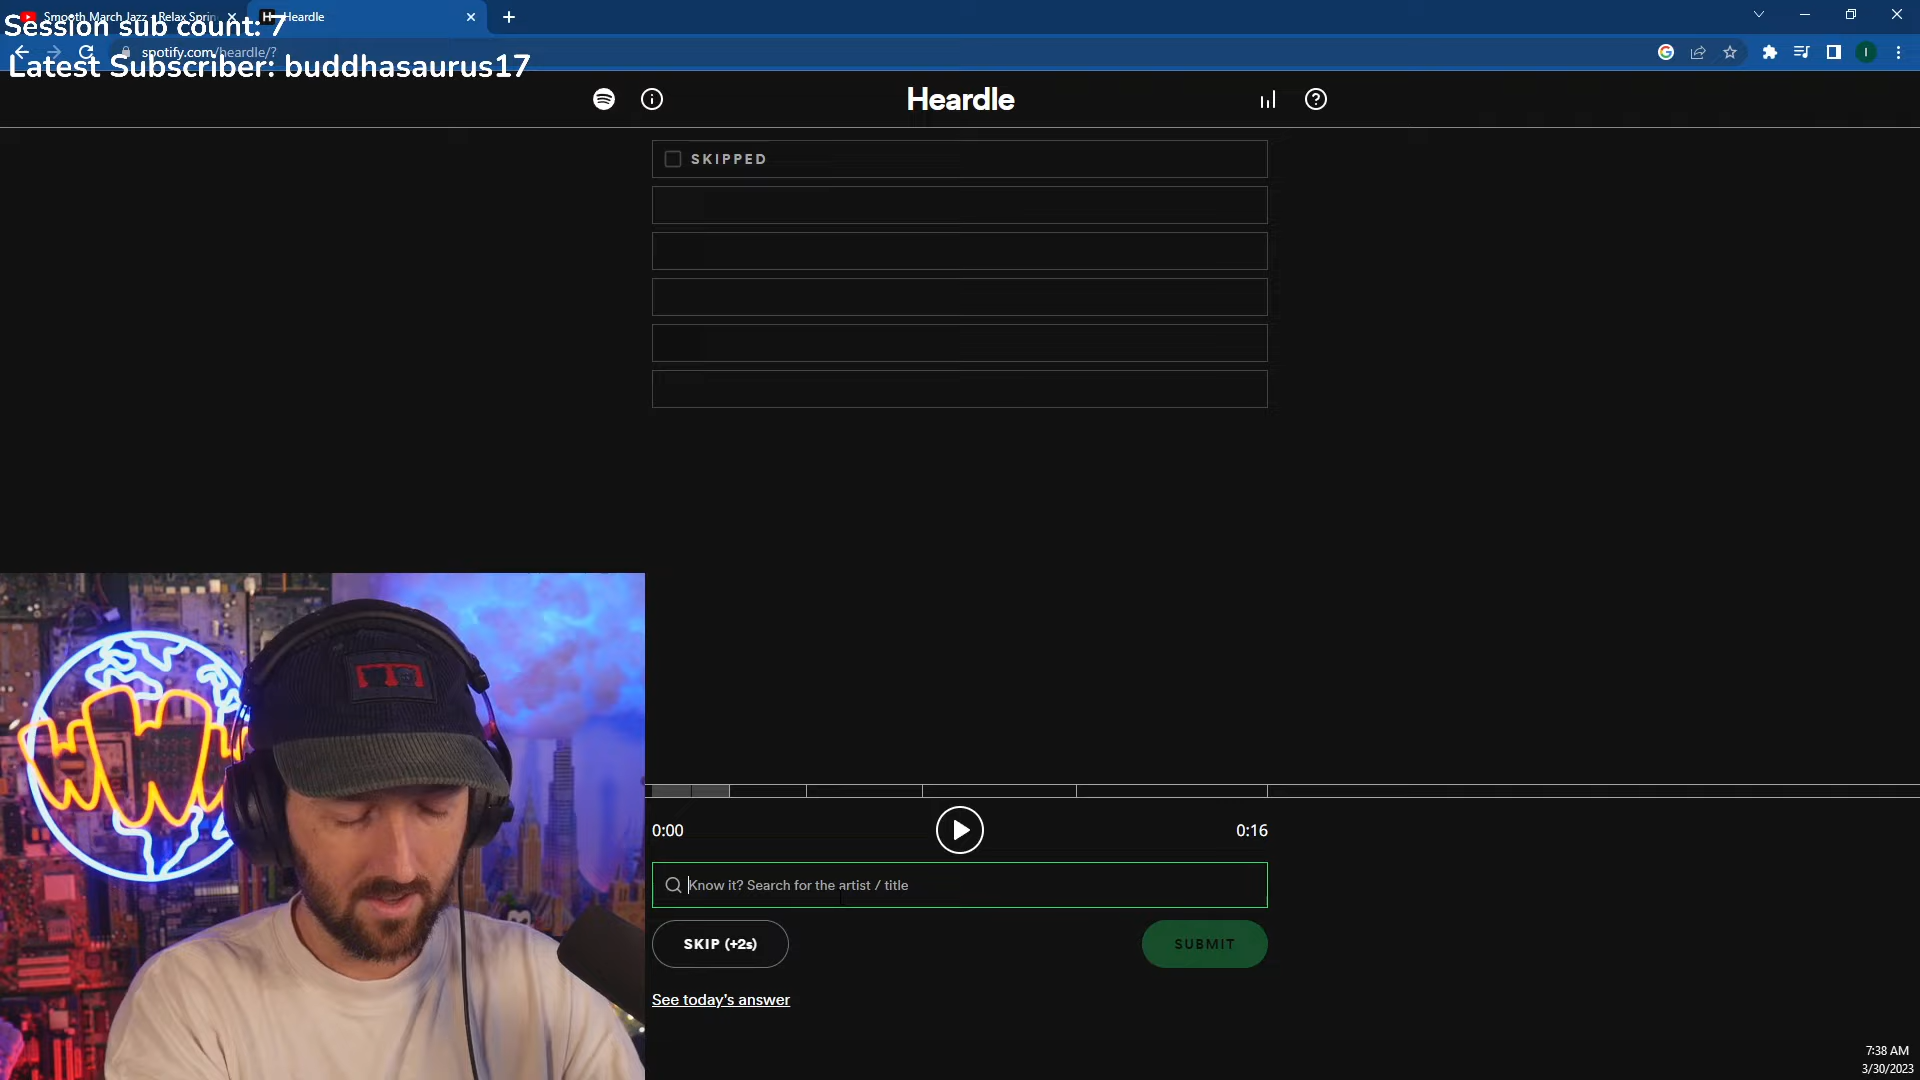 Smooth March Jazz - Relax Sprin
Heardle
Session sub count: 7
spotify.com/heardle/?
Latest Subscriber: buddhasaurus17
Heardle
SKIPPED
0:00
0:16
Know it? Search for the artist / title
SKIP (+2s)
SUBMIT
See today's answer
7:38 AM
3/30/2023